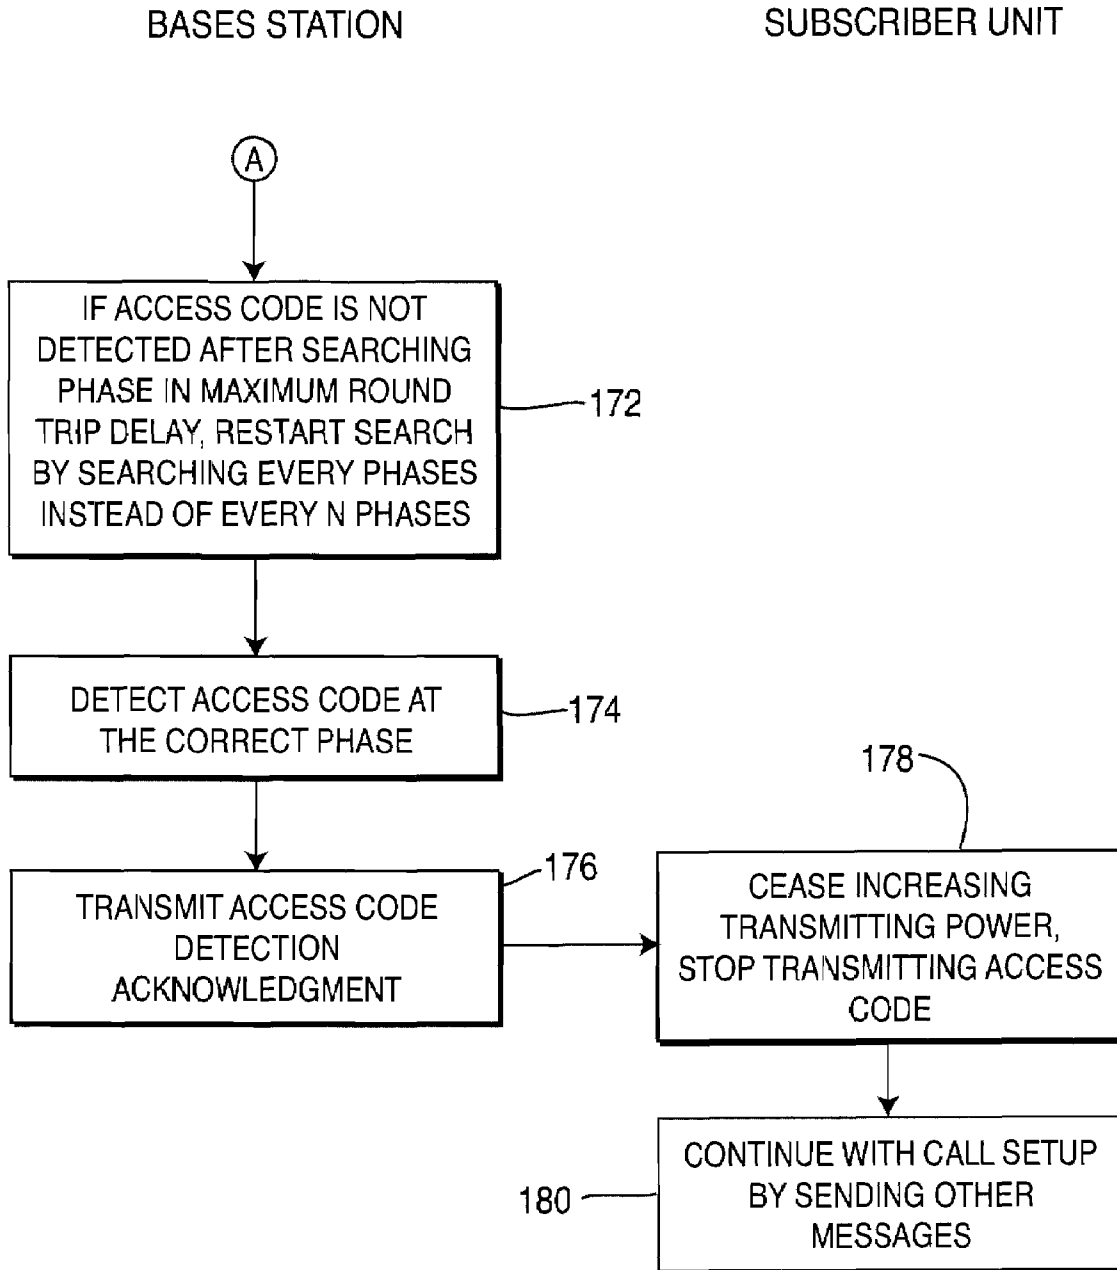 BASES STATION
SUBSCRIBER UNIT
A
IF ACCESS CODE IS NOT
DETECTED AFTER SEARCHING
PHASE IN MAXIMUM ROUND
TRIP DELAY, RESTART SEARCH
BY SEARCHING EVERY PHASES
INSTEAD OF EVERY N PHASES
172
DETECT ACCESS CODE AT
THE CORRECT PHASE
174
TRANSMIT ACCESS CODE
DETECTION
ACKNOWLEDGMENT
176
178
CEASE INCREASING
TRANSMITTING POWER,
STOP TRANSMITTING ACCESS
CODE
180
CONTINUE WITH CALL SETUP
BY SENDING OTHER
MESSAGES